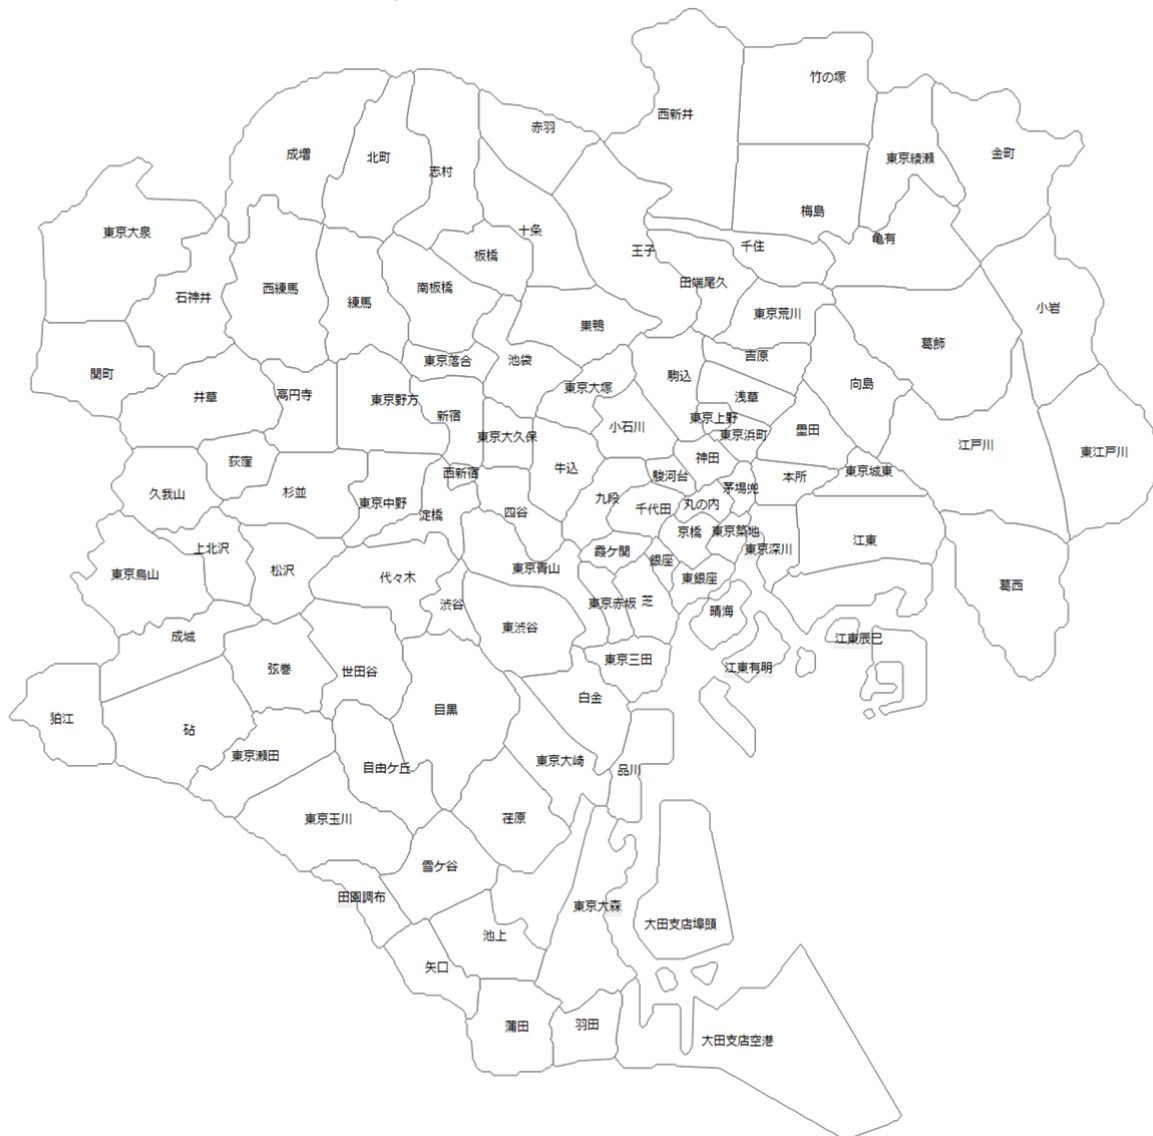 竹の塚
西新井
赤羽
成増
北町
東京綾瀬
金町
志村
梅島
東京大泉
十条
亀有
千住
王子
板橋
田端尾久
西練馬
南板橋
石神井
練馬
小岩
東京荒川
巣鴨
葛飾
吉原
東京落合
池袋
関町
駒込
向島
東京大塚
高円寺
井草
浅草
東京野方
新宿
東京上野
小石川
墨田
東京浜町
東京大久保
江戸川
東江戸川
神田
荻窪
牛込
東京城東
西新宿
駿河台
本所
茅場兜
久我山
杉並
九段
東京中野
丸の内
千代田
四谷
淀橋
京橋
東京築地
江東
上北沢
東京深川
霞ケ関
銀座
東京青山
松沢
東京烏山
代々木
東銀座
葛西
芝
東京赤坂
渋谷
晴海
東渋谷
成城
江東辰巳
東京三田
江東有明
弦巻
世田谷
白金
目黒
狛江
砧
東京瀬田
東京大崎
自由ケ丘
品川
荏原
東京玉川
雪ケ谷
田園調布
東京大森
大田支店埠頭
池上
矢口
羽田
蒲田
大田支店空港